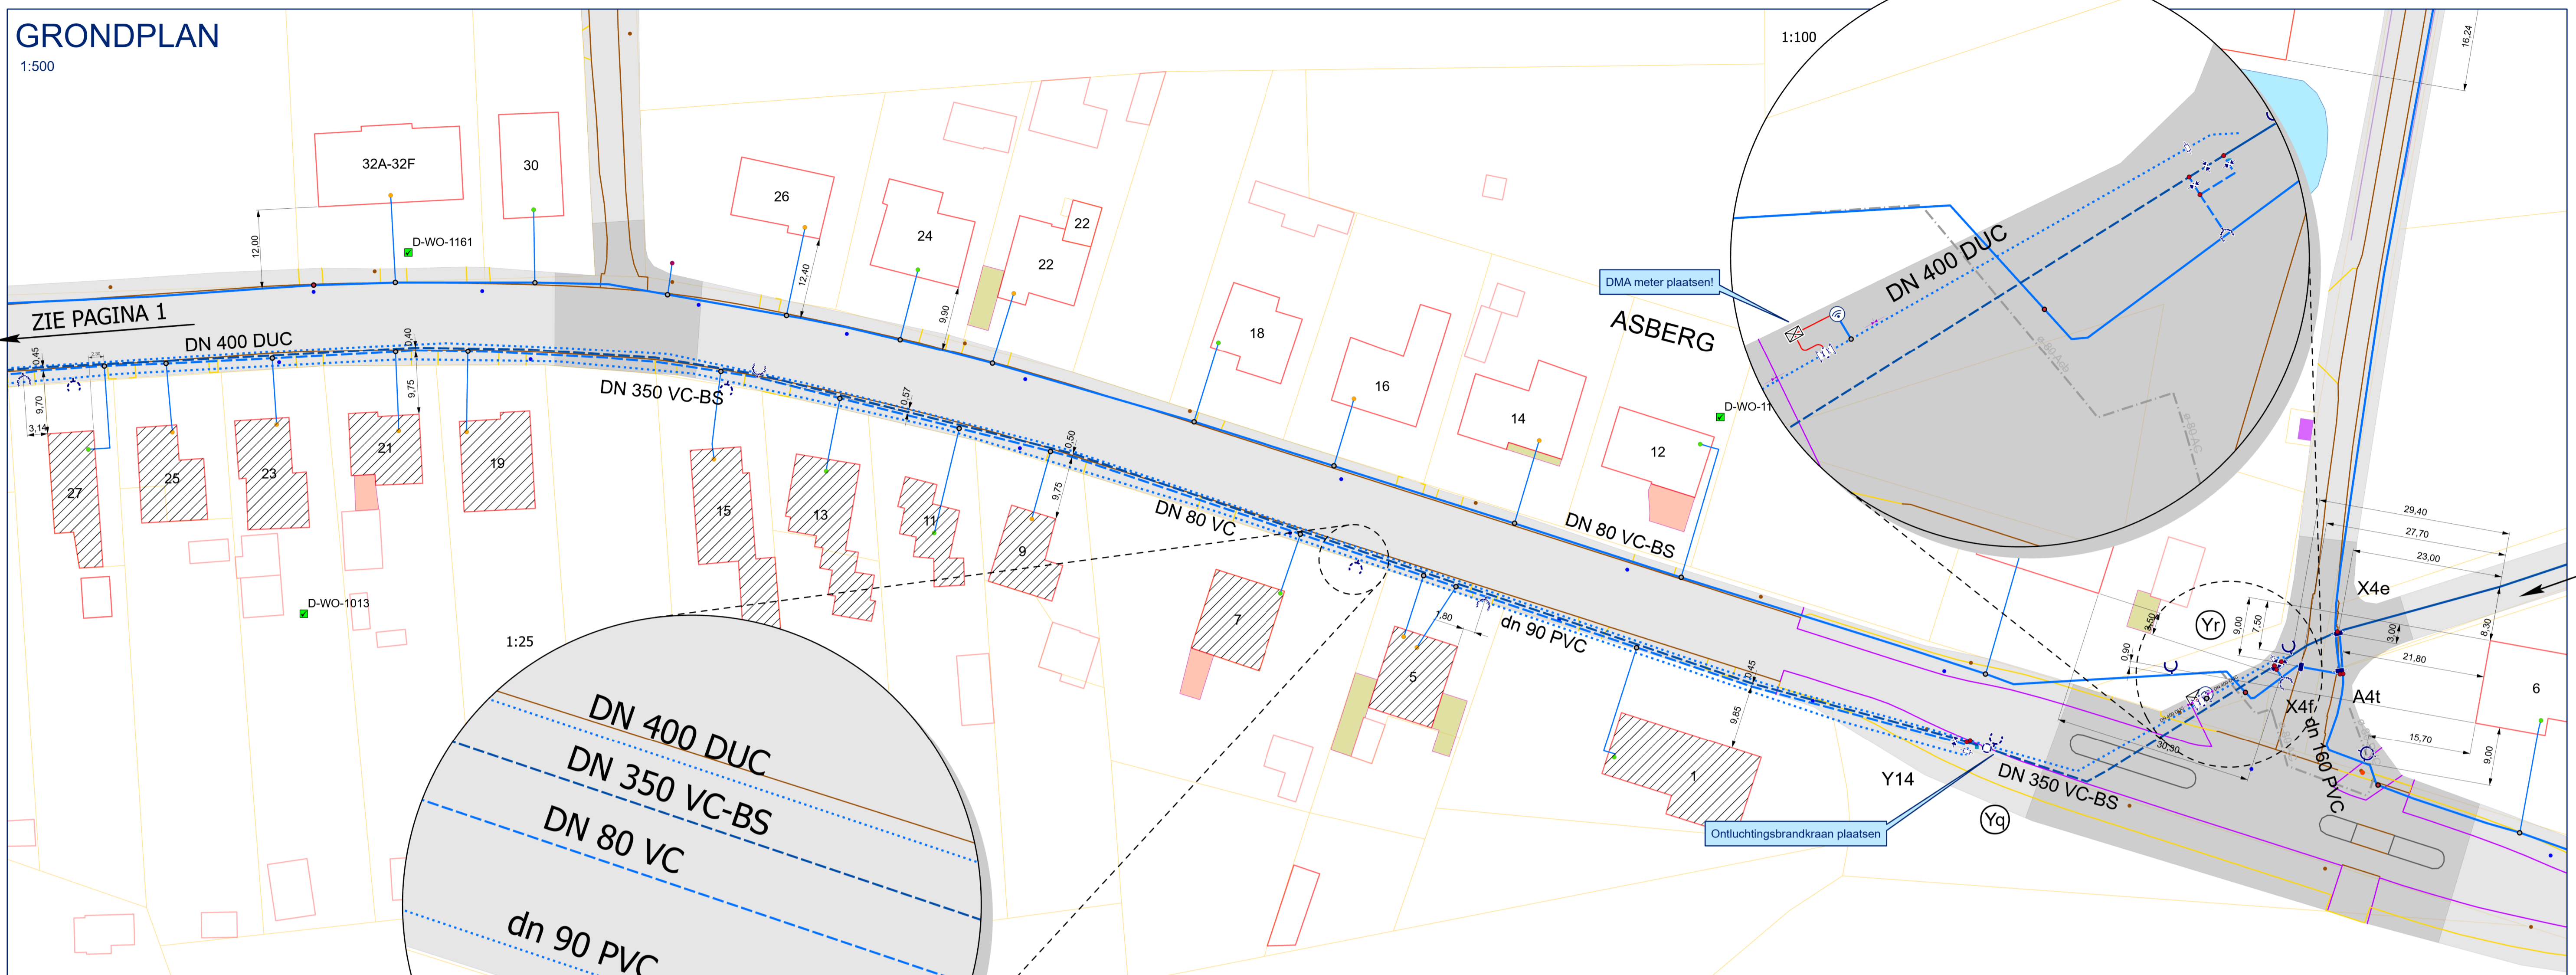 GRONDPLAN
1:500
1:100
16,24
32A-32F
30
26
24
22
22
D-WO-1161
12,00
12,40
9,90
18
16
14
12
ASBERG
DMA meter plaatsen!
DN 400 DUC
e-80 Acb
e-80 AC
D-WO-11
ZIE PAGINA 1
DN 400 DUC
0,45
0,40
9,70
3,14
9,75
DN 350 VC-BS
0,57
0,50
9,75
27
25
23
21
19
15
13
11
9
DN 80 VC
DN 80 VC-BS
7
5
1,80
dn 90 PVC
0,45
9,85
1
D-WO-1013
29,40
27,70
23,00
X4e
Yr
3,50
9,00
7,50
0,90
3,00
8,30
21,80
6
A4t
X4f
dn 160 PVC
15,70
9,00
30,30
Y14
DN 350 VC-BS
Yq
Ontluchtingsbrandkraan plaatsen
1:25
DN 400 DUC
DN 350 VC-BS
DN 80 VC
dn 90 PVC